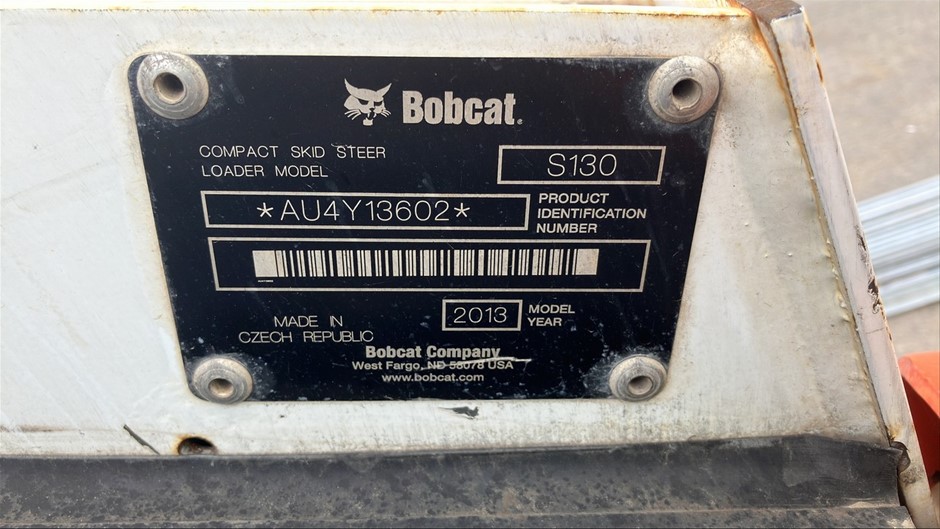 Bobcat®
COMPACT SKID STEER
LOADER MODEL
S130
*AU4Y13602*
PRODUCT
IDENTIFICATION
NUMBER
2013
MODEL
YEAR
MADE IN
CZECH REPUBLIC
Bobcat Company
West Fargo, ND 58078 USA
www.bobcat.com